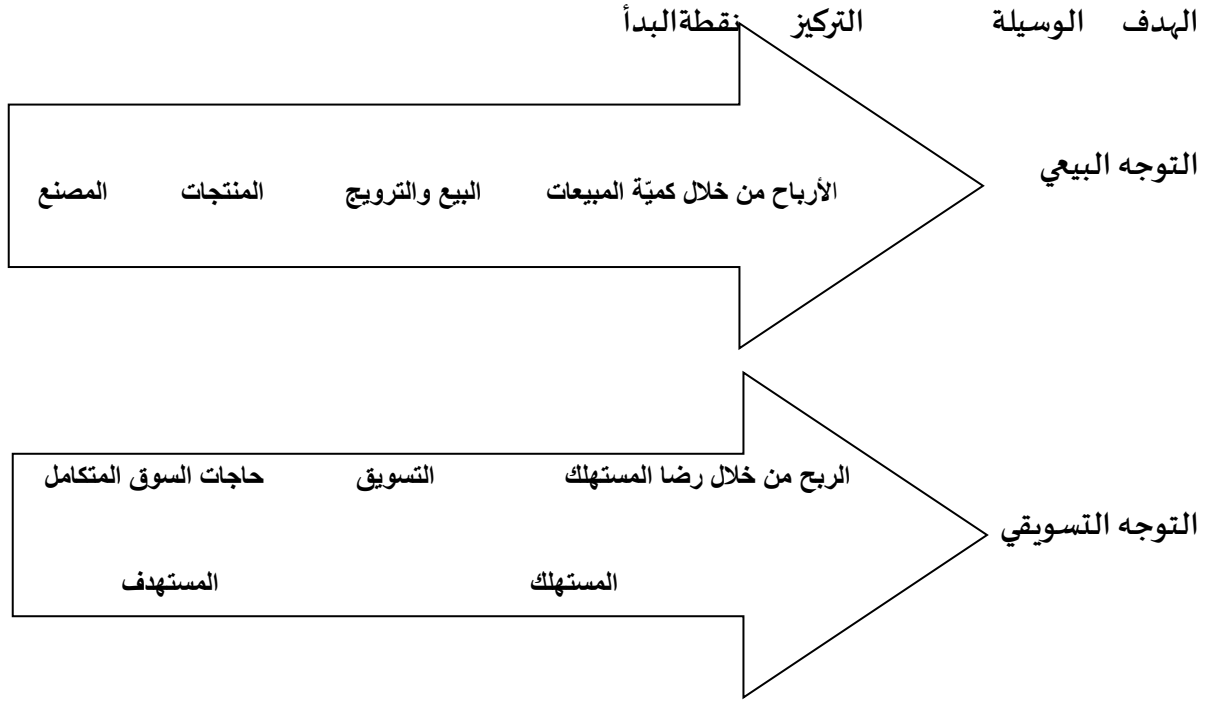 الهدف الوسيلة التركيز نقطةالبدأ
التوجه البيعي
الأرباح من خلال كميّة المبيعات البيع والترويج المنتجات المصنع
الربح من خلال رضا المستهلك التسويق حاجات السوق المتكامل
التوجه التسويقي
المستهلك المستهدف